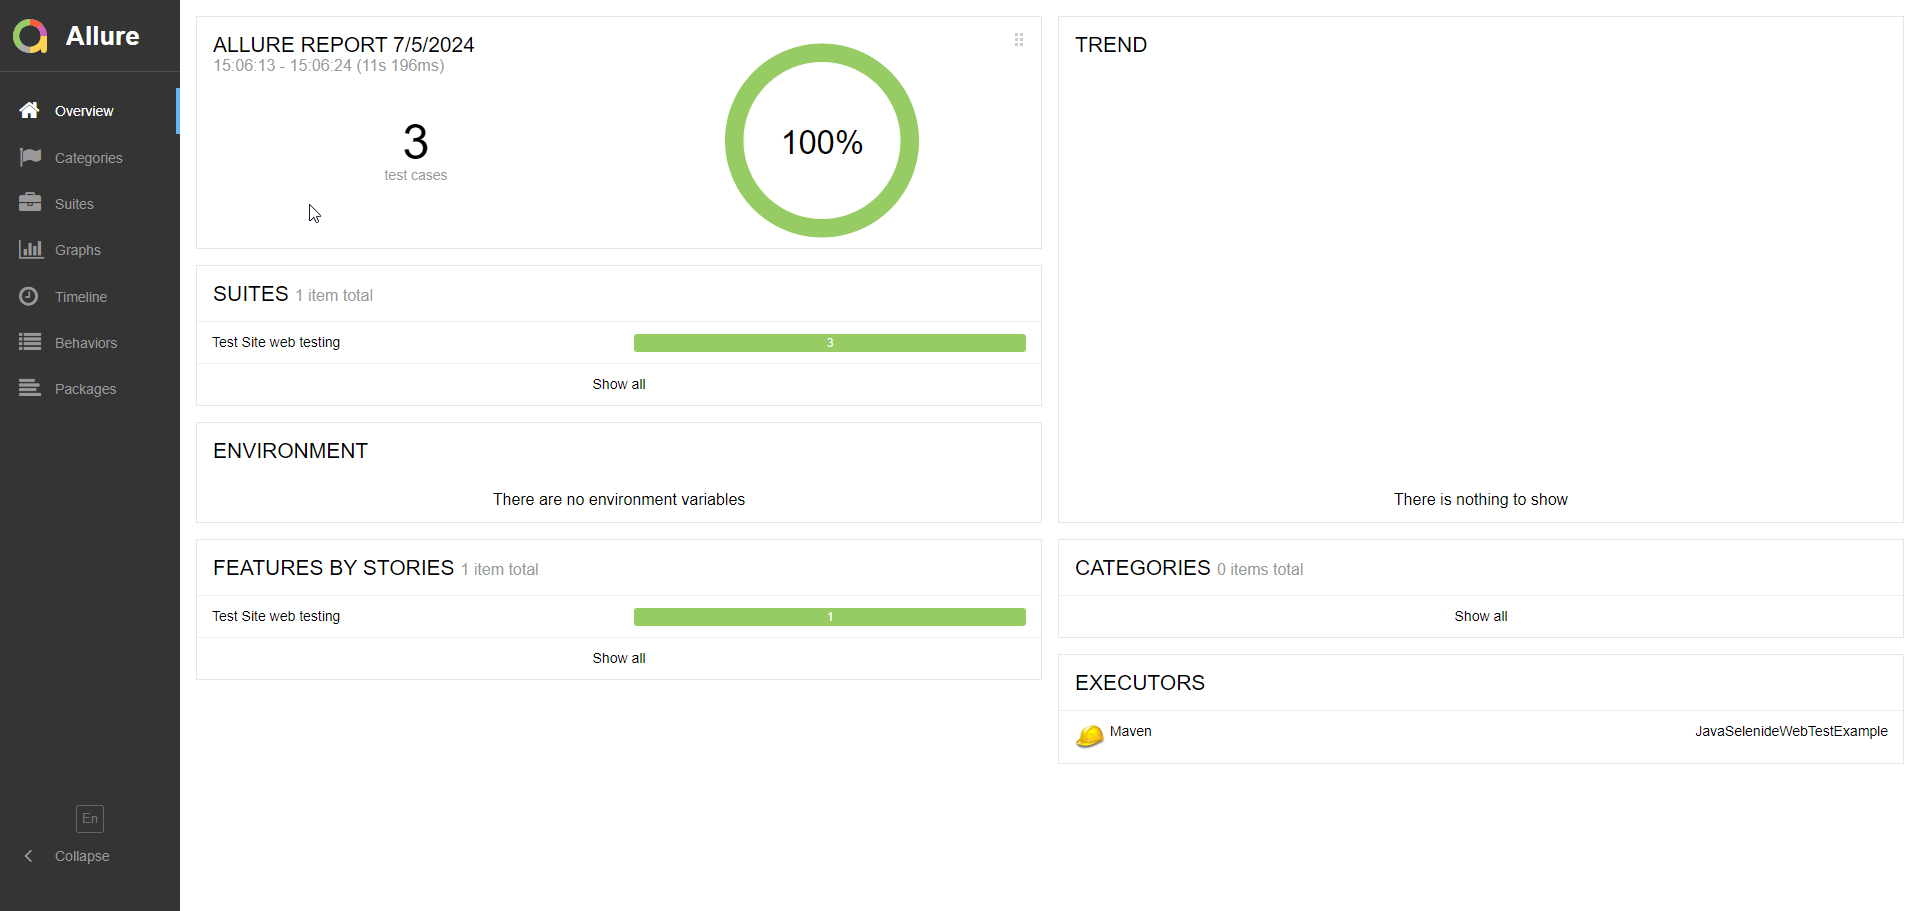 Allure
Overview
Categories
Suites
Graphs
Timeline
Behaviors
Packages
En
Collapse
ALLURE REPORT 7/5/2024
15:06:13 - 15:06:24 (11s 196ms)
3
test cases
100%
SUITES 1 item total
Test Site web testing 3
Show all
ENVIRONMENT
There are no environment variables
FEATURES BY STORIES 1 item total
Test Site web testing 1
Show all
TREND
There is nothing to show
CATEGORIES 0 items total
Show all
EXECUTORS
Maven JavaSelenideWebTestExample